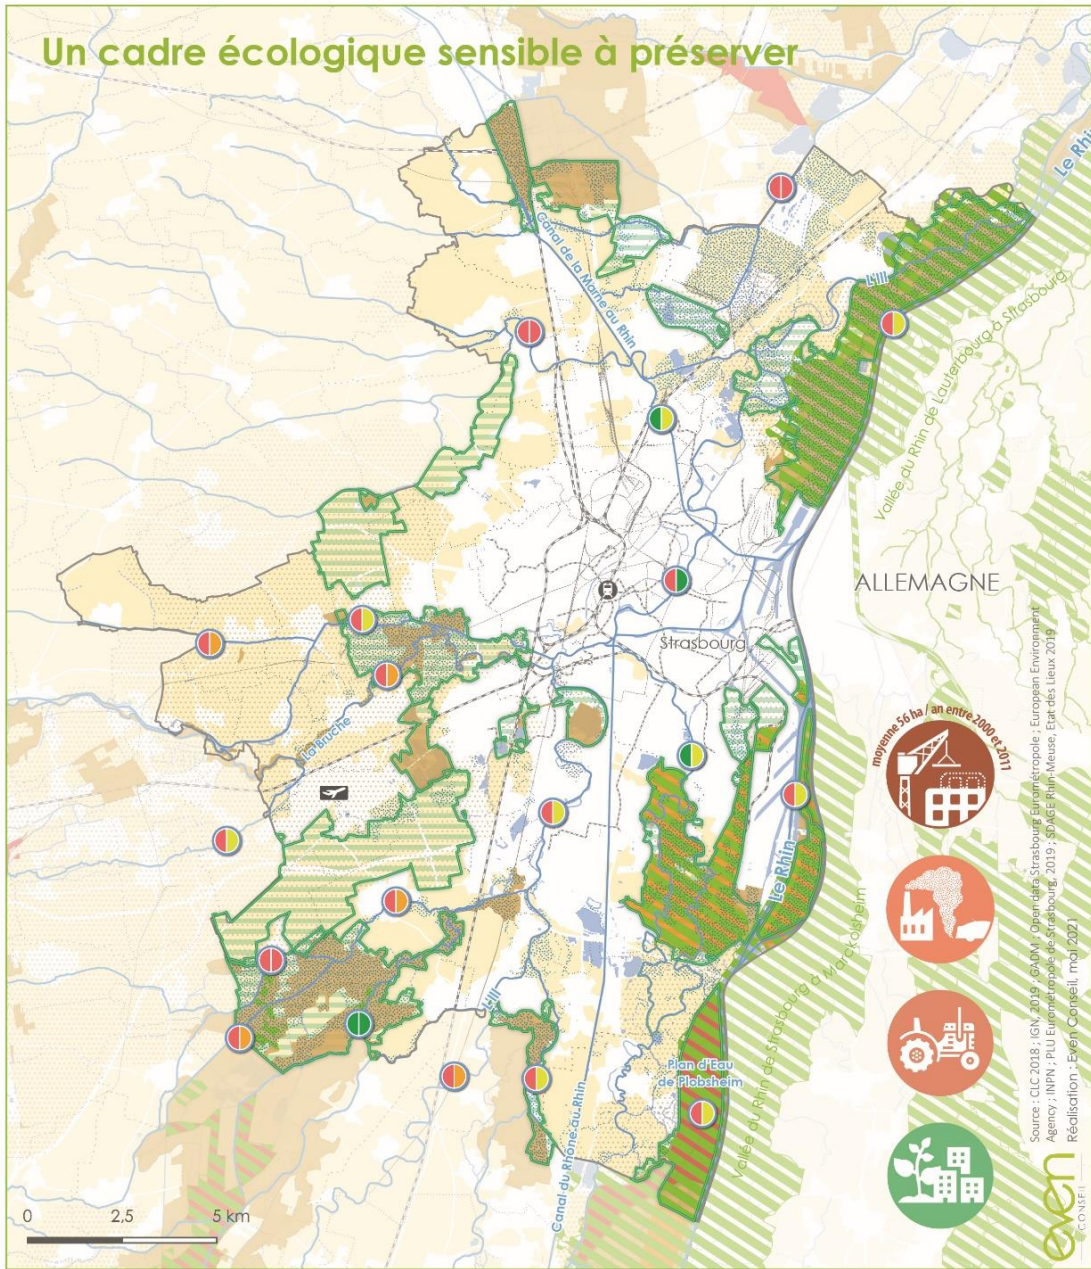 Un cadre écologique sensible à préserver
Le Rhin
Canal de la Marne au Rhin
L'Ill
Vallée du Rhin de Lauterbourg à Strasbourg
ALLEMAGNE
Strasbourg
La Bruche
moyenne 56 ha / an entre 2000 et 2011
Le Rhin
Vallée du Rhin de Strasbourg à Marckolsheim
L'Ill
Plan d'Eau
de Plobsheim
Canal du Rhône au Rhin
0 2,5 5 km
Source : CLC 2018 ; IGN, 2019 ; GADM ; Open data Strasbourg Eurométropole ; European Environment
Agency ; INPN ; PLU Eurométropole de Strasbourg, 2019 ; SDAGE Rhin-Meuse, Etat des Lieux 2019
Réalisation : Even Conseil, mai 2021
even
CONSEIL